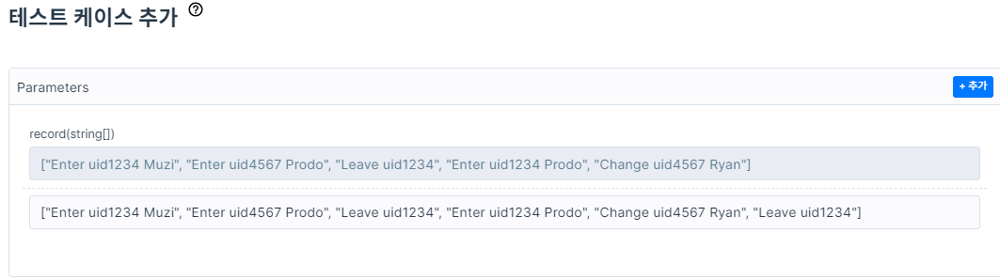 테스트 케이스 추가 ?
Parameters
+ 추가
record(string[])
["Enter uid1234 Muzi", "Enter uid4567 Prodo", "Leave uid1234", "Enter uid1234 Prodo", "Change uid4567 Ryan"]
["Enter uid1234 Muzi", "Enter uid4567 Prodo", "Leave uid1234", "Enter uid1234 Prodo", "Change uid4567 Ryan", "Leave uid1234"]